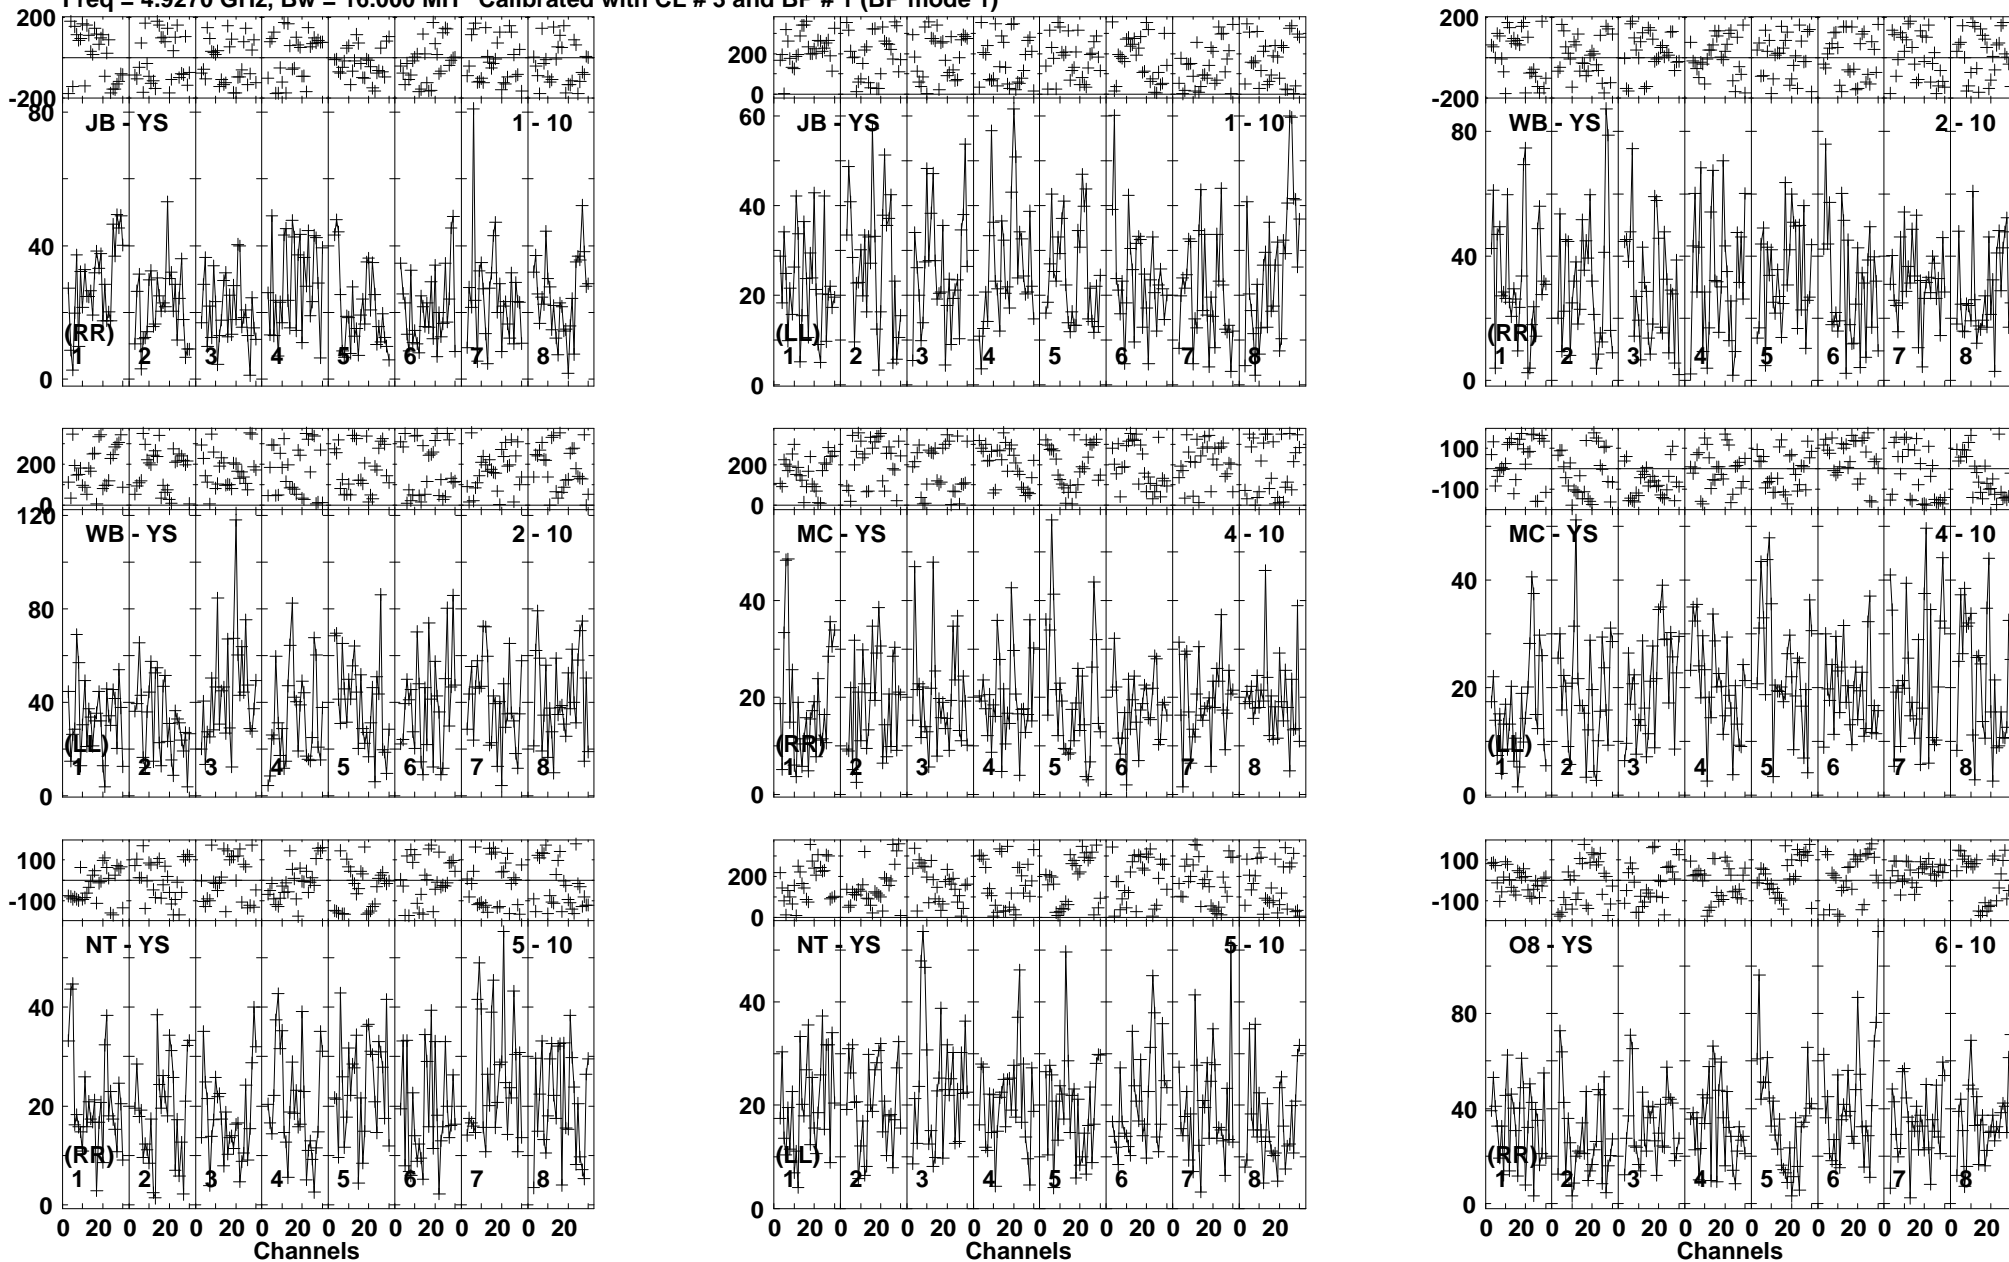 Freq = 4.9270 GHz, Bw = 16.000 MH Calibrated with CL # 3 and BP # 1 (BP mode 1)
200 -200 80 40 0 JB - YS 1 - 10 (RR) 1 2 3 4 5 6 7 8
200 0 60 40 20 0 JB - YS 1 - 10 (LL) 1 2 3 4 5 6 7 8
200 0 -200 80 40 0 WB - YS 2 - 10 (RR) 1 2 3 4 5 6 7 8
200 0 120 80 40 0 WB - YS 2 - 10 (LL) 1 2 3 4 5 6 7 8
200 0 40 20 0 MC - YS 4 - 10 (RR) 1 2 3 4 5 6 7 8
100 -100 40 20 0 MC - YS 4 - 10 (LL) 1 2 3 4 5 6 7 8
100 -100 40 20 0 NT - YS 5 - 10 (RR) 1 2 3 4 5 6 7 8
200 0 40 20 0 NT - YS 5 - 10 (LL) 1 2 3 4 5 6 7 8
100 -100 80 40 0 O8 - YS 6 - 10 (RR) 1 2 3 4 5 6 7 8
0 20 0 20 0 20 0 20 0 20 0 20 0 20 0 20
Channels
0 20 0 20 0 20 0 20 0 20 0 20 0 20 0 20
Channels
0 20 0 20 0 20 0 20 0 20 0 20 0 20 0 20
Channels